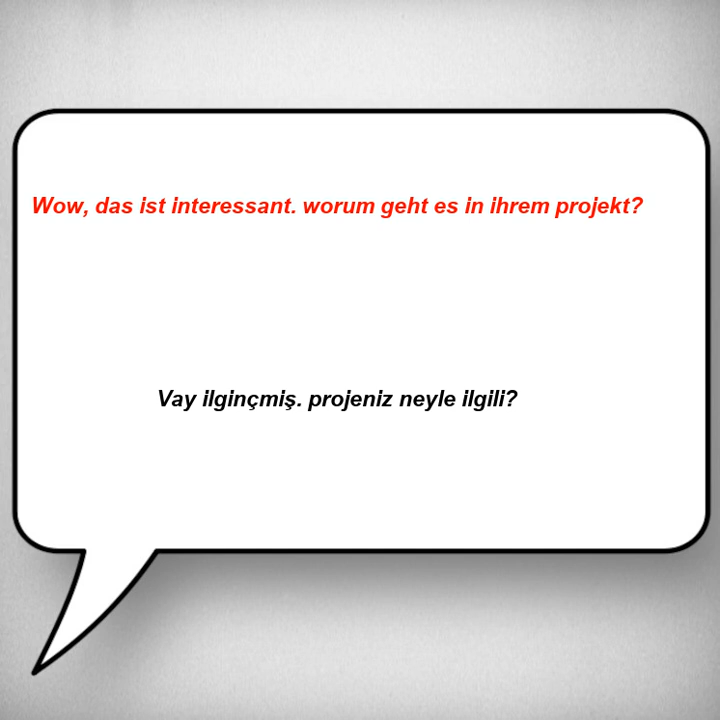 Wow, das ist interessant. worum geht es in ihrem projekt?
Vay ilginçmiş. projeniz neyle ilgili?